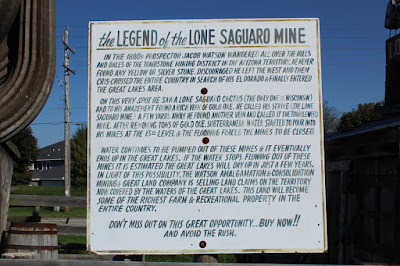 the LEGEND of the LONE SAGUARO MINE
IN THE 1880s PROSPECTOR JACOB WATSON WANDERED ALL OVER THE HILLS
AND DALES OF THE TOMBSTONE MINING DISTRICT IN THE ARIZONA TERRITORY. HE NEVER
FOUND ANY YELLOW OR SILVER STONE. DISCOURAGED HE LEFT THE WEST AND THEN
CRIS-CROSSED THE ENTIRE COUNTRY IN SEARCH OF HIS EL DORADO & FINALLY ENTERED
THE GREAT LAKES AREA.
ON THIS VERY SPOT HE SAW A LONE SAGUARO CACTUS (THE ONLY ONE IN WISCONSIN)
AND TO HIS AMAZEMENT FOUND A RICH VEIN OF GOLD ORE. HE CALLED HIS STRIKE THE LONE
SAGUARO MINE! A FEW YARDS AWAY HE FOUND ANOTHER VEIN AND CALLED IT THE
MINE. AFTER REMOVING TONS OF GOLD ORE, SUBTERRANEAN WATER STARTED TO POUR INTO
HIS MINES AT THE 13th LEVEL & THE FLOODING FORCED THE MINES TO BE CLOSED.
WATER CONTINUES TO BE PUMPED OUT OF THESE MINES & IT EVENTIALLY
ENDS UP IN THE GREAT LAKES. IF THE WATER STOPS FLOWING OUT OF THESE
MINES IT IS ESTIMATED THE GREAT LAKES WILL DRY UP IN JUST A FEW YEARS.
IN LIGHT OF THIS POSSIBILITY, THE WATSON AMALGAMATION & CONSOLIDATION
MINING & GREAT LAND COMPANY IS SELLING LAND CLAIMS ON THE TERRITORY
NOW COVERED BY THE WATERS OF THE GREAT LAKES. THIS LAND WILL BECOME
SOME OF THE RICHEST FARM & RECREATIONAL PROPERTY IN THE
ENTIRE COUNTRY.
DON'T MISS OUT ON THIS GREAT OPPORTUNITY... BUY NOW!!
AND AVOID THE RUSH.